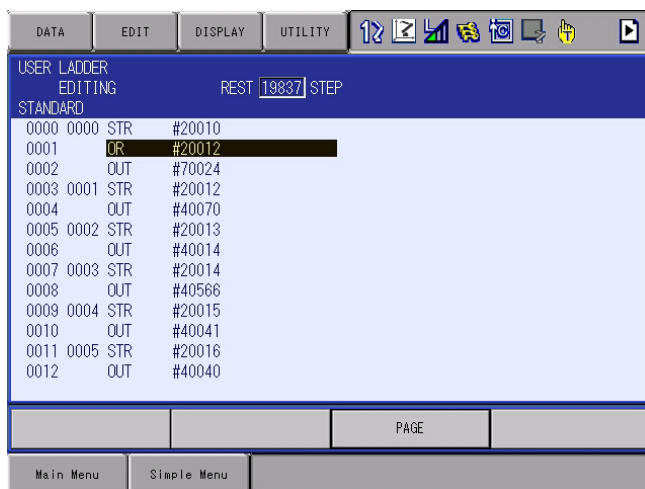 DATA EDIT DISPLAY UTILITY
USER LADDER
EDITING REST 19837 STEP
STANDARD
0000 0000 STR #20010
0001 OR #20012
0002 OUT #70024
0003 0001 STR #20012
0004 OUT #40070
0005 0002 STR #20013
0006 OUT #40014
0007 0003 STR #20014
0008 OUT #40566
0009 0004 STR #20015
0010 OUT #40041
0011 0005 STR #20016
0012 OUT #40040
PAGE
Main Menu Simple Menu